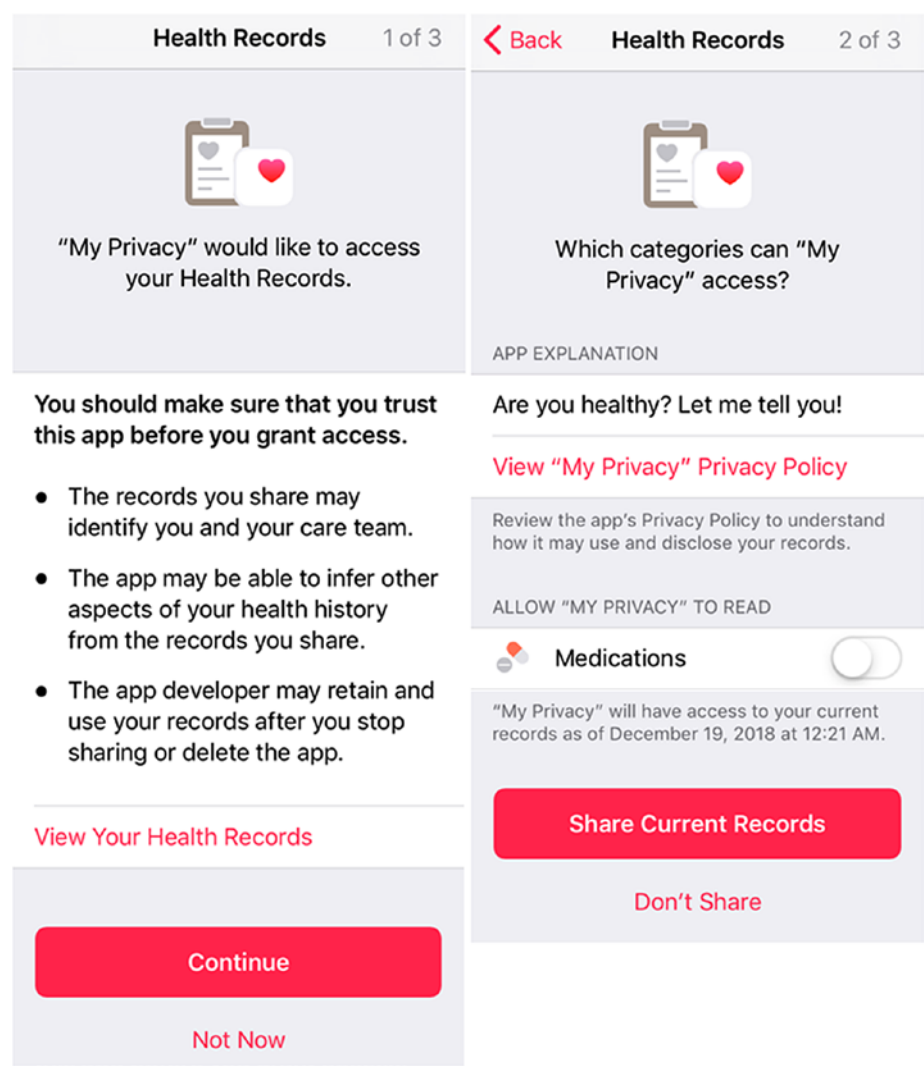 Health Records
1 of 3
“My Privacy” would like to access
your Health Records.
You should make sure that you trust
this app before you grant access.
● The records you share may
identify you and your care team.
● The app may be able to infer other
aspects of your health history
from the records you share.
● The app developer may retain and
use your records after you stop
sharing or delete the app.
View Your Health Records
Continue
Not Now
Back
Health Records
2 of 3
Which categories can “My
Privacy” access?
APP EXPLANATION
Are you healthy? Let me tell you!
View “My Privacy” Privacy Policy
Review the app’s Privacy Policy to understand
how it may use and disclose your records.
ALLOW “MY PRIVACY” TO READ
Medications
“My Privacy” will have access to your current
records as of December 19, 2018 at 12:21 AM.
Share Current Records
Don’t Share